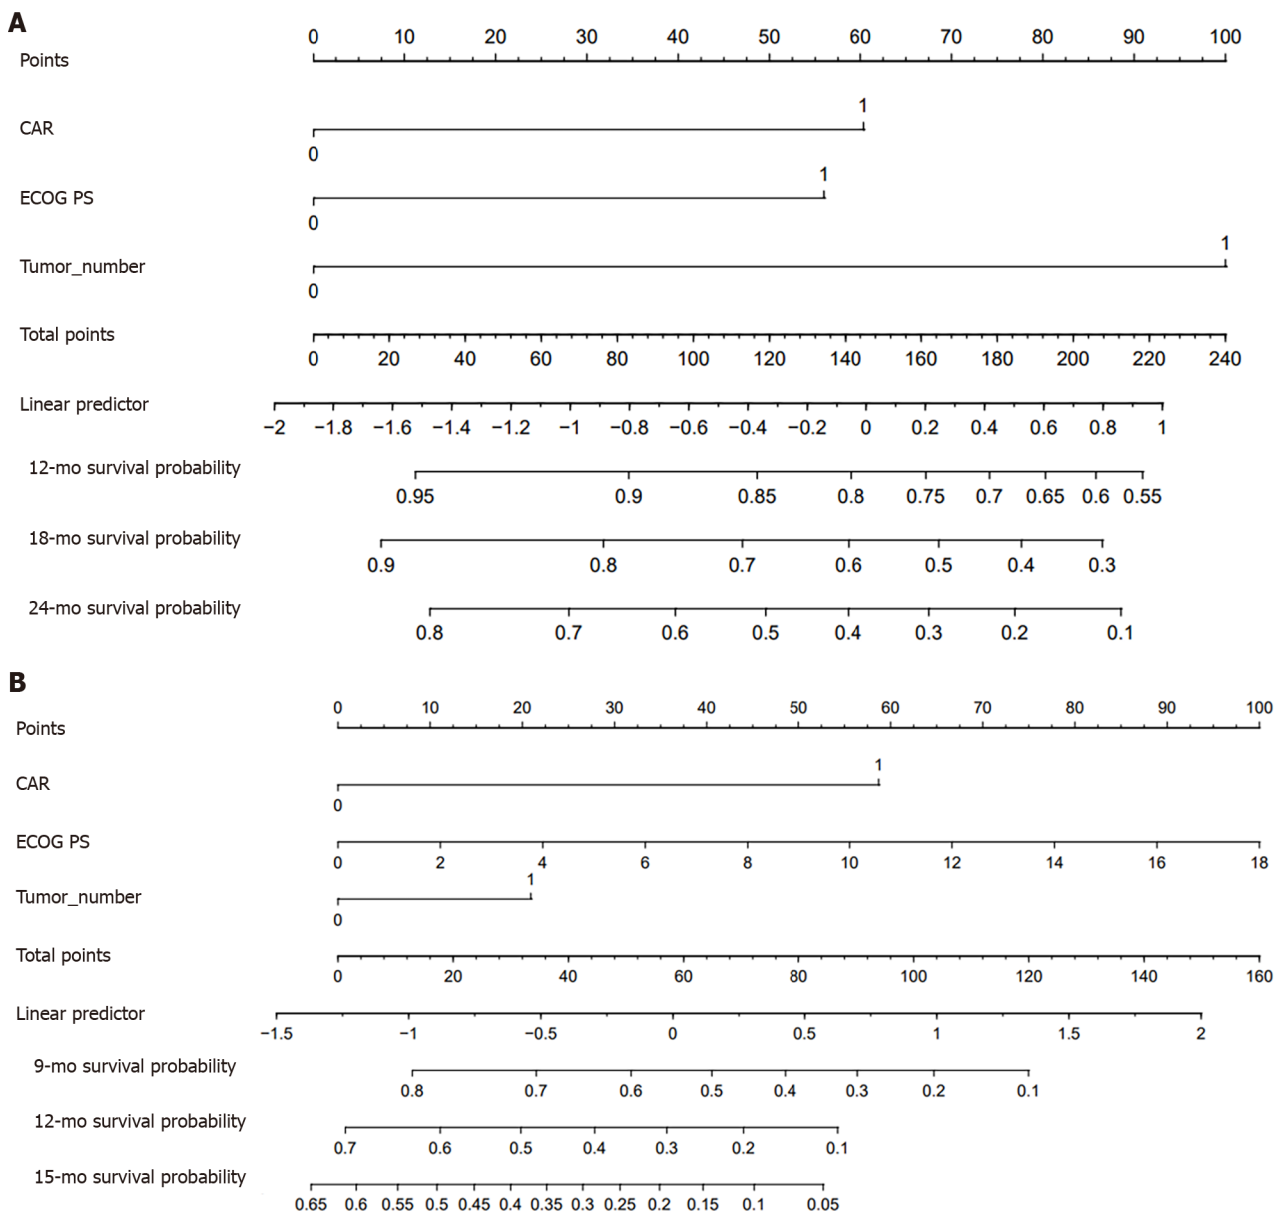 A
0 10 20 30 40 50 60 70 80 90 100
Points
1
CAR
0
1
ECOG PS
0
1
Tumor_number
0
Total points
0 20 40 60 80 100 120 140 160 180 200 220 240
Linear predictor
−2 −1.8 −1.6 −1.4 −1.2 −1 −0.8 −0.6 −0.4 −0.2 0 0.2 0.4 0.6 0.8 1
12-mo survival probability
0.95 0.9 0.85 0.8 0.75 0.7 0.65 0.6 0.55
18-mo survival probability
0.9 0.8 0.7 0.6 0.5 0.4 0.3
24-mo survival probability
0.8 0.7 0.6 0.5 0.4 0.3 0.2 0.1
B
0 10 20 30 40 50 60 70 80 90 100
Points
1
CAR
0
ECOG PS
0 2 4 6 8 10 12 14 16 18
1
Tumor_number
0
Total points
0 20 40 60 80 100 120 140 160
Linear predictor
−1.5 −1 −0.5 0 0.5 1 1.5 2
9-mo survival probability
0.8 0.7 0.6 0.5 0.4 0.3 0.2 0.1
12-mo survival probability
0.7 0.6 0.5 0.4 0.3 0.2 0.1
15-mo survival probability
0.65 0.6 0.55 0.5 0.45 0.4 0.35 0.3 0.25 0.2 0.15 0.1 0.05